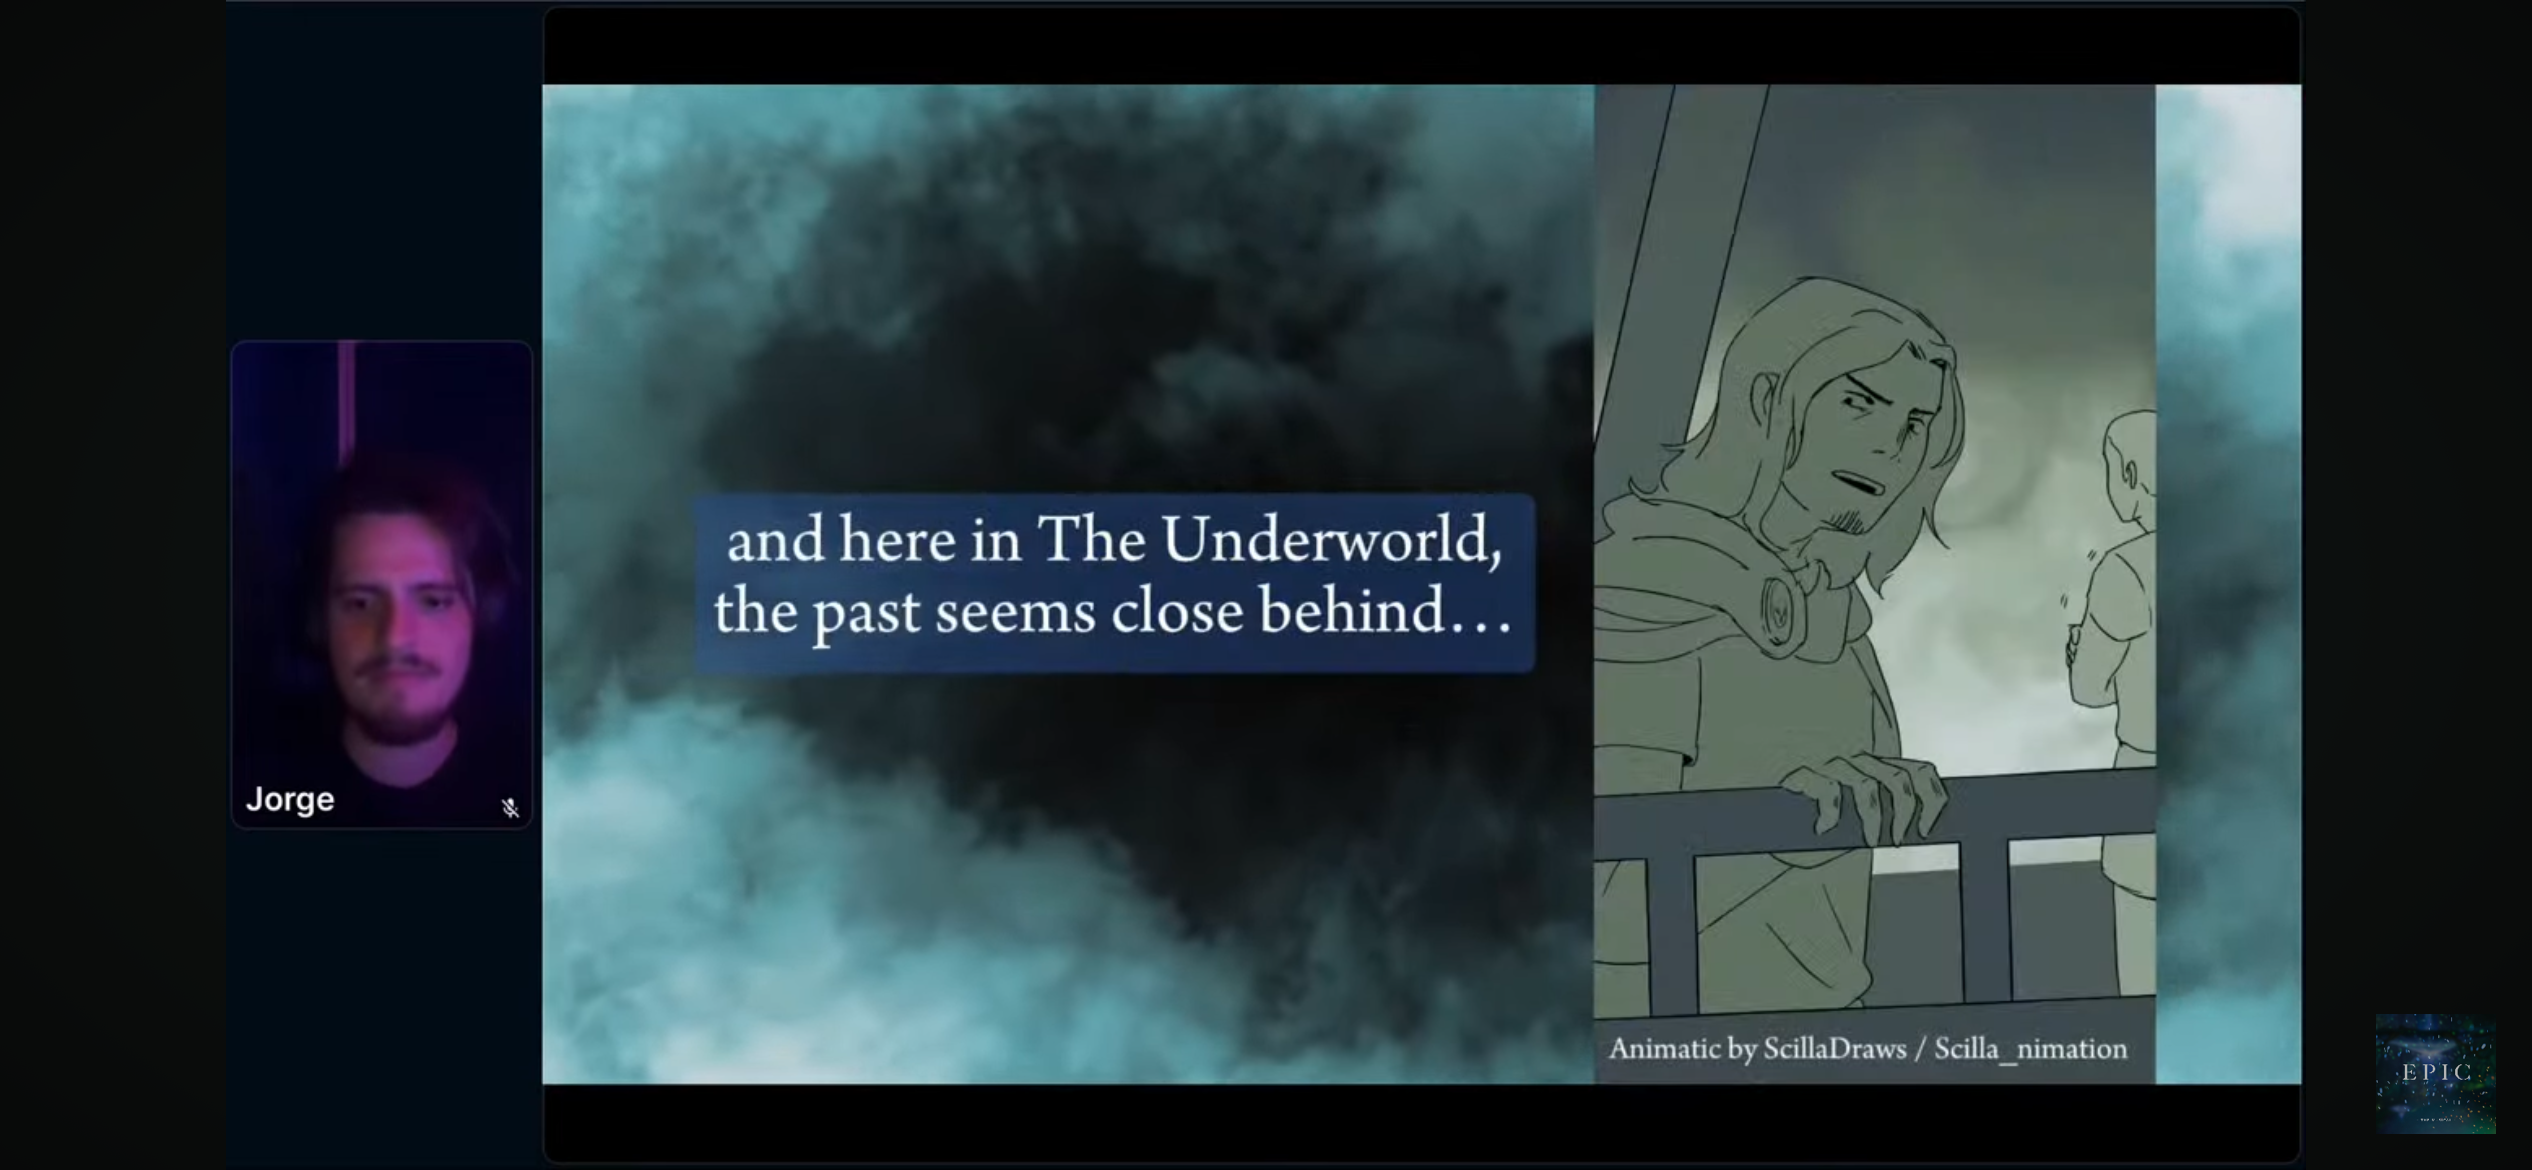 and here in The Underworld,
the past seems close behind...
Jorge
Animatic by ScillaDraws / Scilla_nimation
EPIC